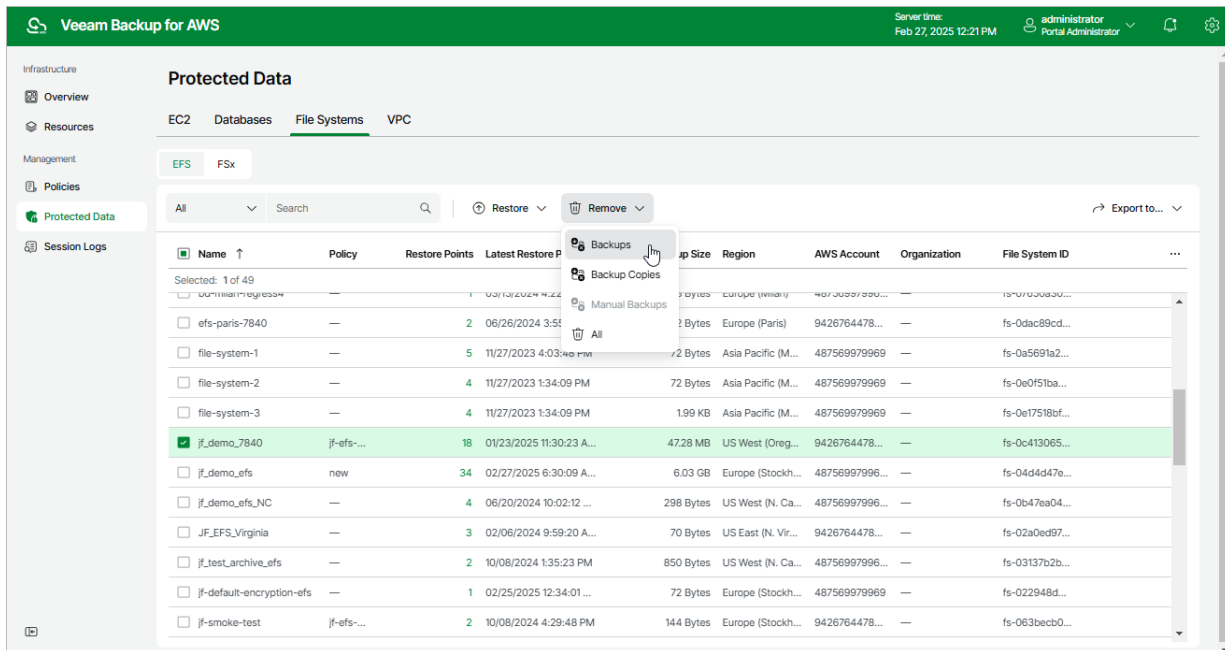 Veeam Backup for AWS
Server time:
Feb 27, 2025 12:21 PM
administrator
Portal Administrator
Infrastructure
Overview
Resources
Management
Policies
Protected Data
Session Logs
Protected Data
EC2 Databases File Systems VPC
EFS FSx
All Search Restore Remove Export to...
Backups
Backup Copies
Manual Backups
All
Name Policy Restore Points Latest Restore P up Size Region AWS Account Organization File System ID ...
Selected: 1 of 49
efs-paris-7840 — 2 06/26/2024 3:55 2 Bytes Europe (Paris) 9426764478... — fs-0dac89cd...
file-system-1 — 5 11/27/2023 4:03:48 PM 72 Bytes Asia Pacific (M... 487569979969 — fs-0a5691a2...
file-system-2 — 4 11/27/2023 1:34:09 PM 72 Bytes Asia Pacific (M... 487569979969 — fs-0e0f51ba...
file-system-3 — 4 11/27/2023 1:34:09 PM 1.99 KB Asia Pacific (M... 487569979969 — fs-0e17518bf...
jf_demo_7840 jf-efs-... 18 01/23/2025 11:30:23 A... 47.28 MB US West (Oreg... 9426764478... — fs-0c413065...
jf_demo_efs new 34 02/27/2025 6:30:09 A... 6.03 GB Europe (Stockh... 48756997996... — fs-04d4d47e...
jf_demo_efs_NC — 4 06/20/2024 10:02:12 ... 298 Bytes US West (N. Ca... 48756997996... — fs-0b47ea04...
JF_EFS_Virginia — 3 02/06/2024 9:59:20 A... 70 Bytes US East (N. Vir... 9426764478... — fs-02a0ed97...
jf_test_archive_efs — 2 10/08/2024 1:35:23 PM 850 Bytes US West (N. Ca... 48756997996... — fs-03137b2b...
jf-default-encryption-efs — 1 02/25/2025 12:34:01 ... 72 Bytes Europe (Stockh... 487569979969 — fs-022948d...
jf-smoke-test jf-efs-... 2 10/08/2024 4:29:48 PM 144 Bytes Europe (Stockh... 9426764478... — fs-063becb0...